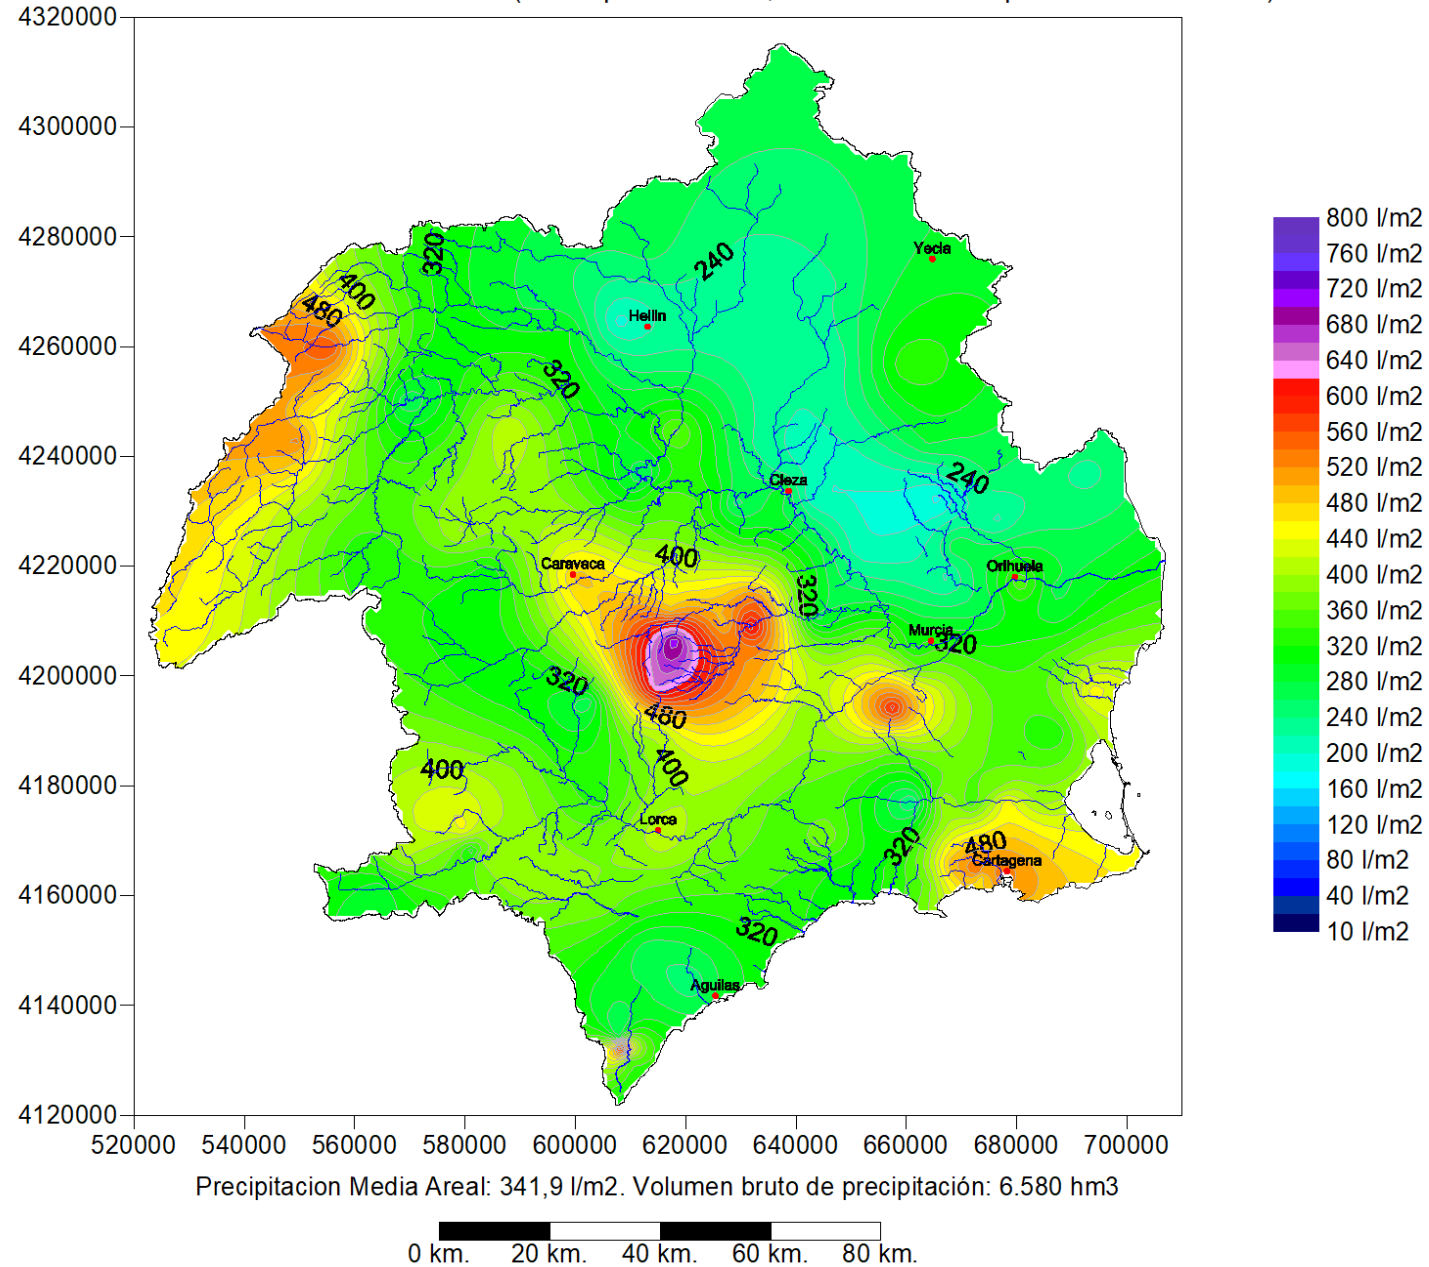 4320000
4300000
4280000
4260000
4240000
4220000
4200000
4180000
4160000
4140000
4120000
520000 540000 560000 580000 600000 620000 640000 660000 680000 700000
320
400
480
240
Yecla
Hellin
320
Cieza
240
400
Caravaca
320
Orihuela
Murcia
320
320
480
400
400
Lorca
320
480
Cartagena
320
Aguilas
800 l/m2
760 l/m2
720 l/m2
680 l/m2
640 l/m2
600 l/m2
560 l/m2
520 l/m2
480 l/m2
440 l/m2
400 l/m2
360 l/m2
320 l/m2
280 l/m2
240 l/m2
200 l/m2
160 l/m2
120 l/m2
80 l/m2
40 l/m2
10 l/m2
Precipitacion Media Areal: 341,9 l/m2. Volumen bruto de precipitación: 6.580 hm3
0 km. 20 km. 40 km. 60 km. 80 km.